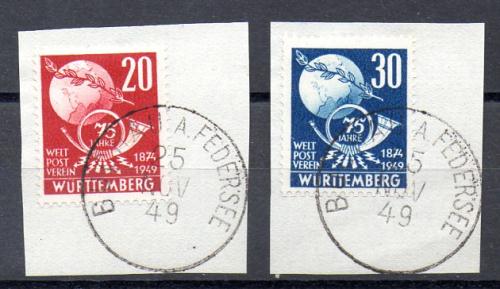 20
75
JAHRE
WELT
POST
VEREIN
1874
1949
WÜRTTEMBERG
A.FEDERSEE
25
NOV
49
30
75
JAHRE
WELT
POST
VEREIN
1874
1949
WÜRTTEMBERG
A.FEDERSEE
49